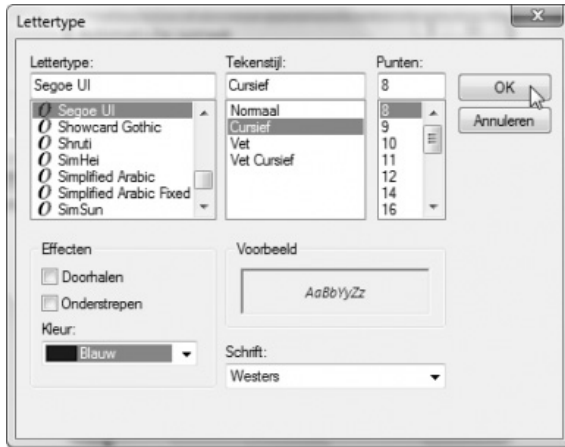 Lettertype
Lettertype:
Segoe UI
Segoe UI
Showcard Gothic
Shruti
SimHei
Simplified Arabic
Simplified Arabic Fixed
SimSun
Tekenstijl:
Cursief
Normaal
Cursief
Vet
Vet Cursief
Punten:
8
8
9
10
11
12
14
16
OK
Annuleren
Effecten
Doorhalen
Onderstrepen
Kleur:
Blauw
Voorbeeld
AaBbYyZz
Schrift:
Westers